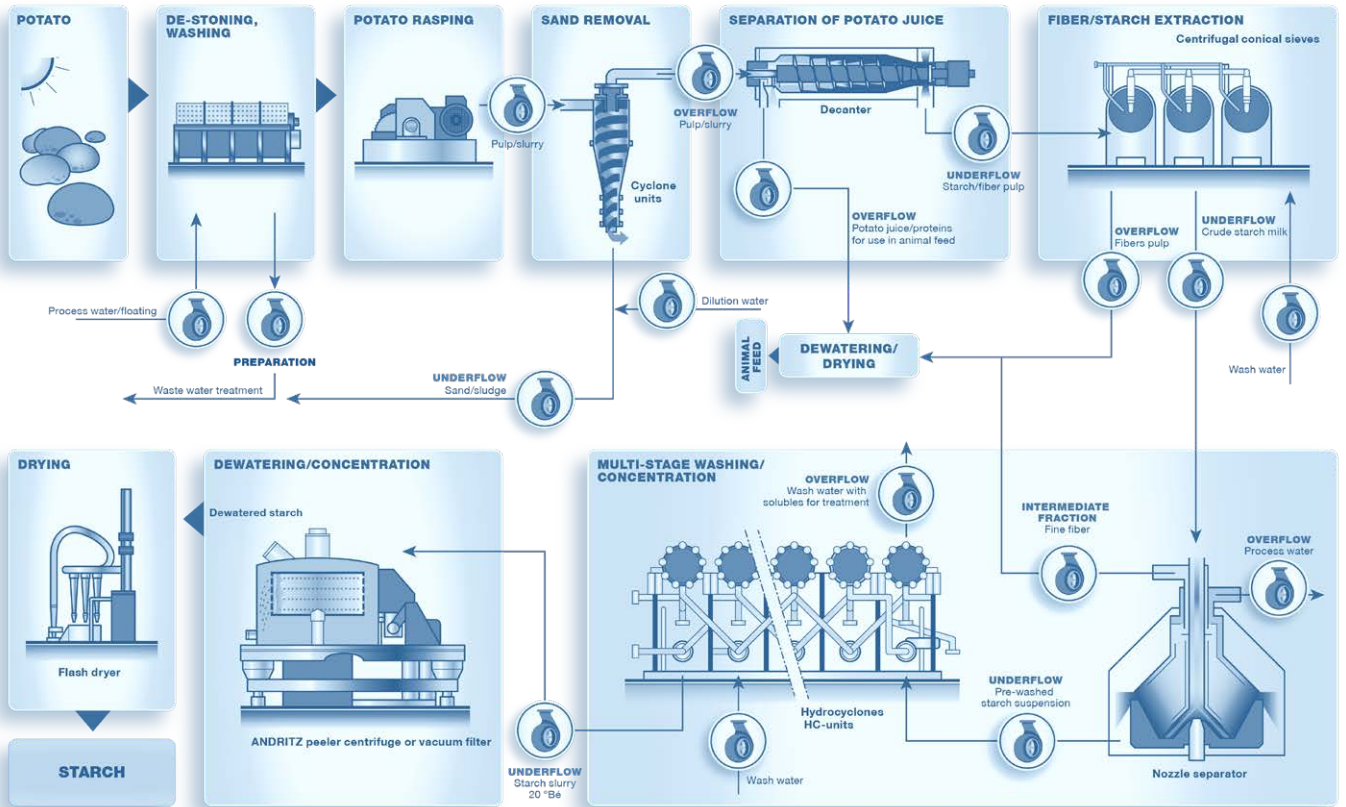 POTATO
DE-STONING,
WASHING
POTATO RASPING
SAND REMOVAL
SEPARATION OF POTATO JUICE
FIBER/STARCH EXTRACTION
Centrifugal conical sieves
Pulp/slurry
Cyclone
units
OVERFLOW
Pulp/slurry
Decanter
UNDERFLOW
Starch/fiber pulp
OVERFLOW
Potato juice/proteins
for use in animal feed
OVERFLOW
Fibers pulp
UNDERFLOW
Crude starch milk
Process water/floating
PREPARATION
Waste water treatment
UNDERFLOW
Sand/sludge
Dilution water
ANIMAL
FEED
DEWATERING/
DRYING
Wash water
DRYING
Flash dryer
STARCH
DEWATERING/CONCENTRATION
Dewatered starch
ANDRITZ peeler centrifuge or vacuum filter
UNDERFLOW
Starch slurry
20 °Bé
MULTI-STAGE WASHING/
CONCENTRATION
OVERFLOW
Wash water with
solubles for treatment
Hydrocyclones
HC-units
Wash water
INTERMEDIATE
FRACTION
Fine fiber
OVERFLOW
Process water
UNDERFLOW
Pre-washed
starch suspension
Nozzle separator